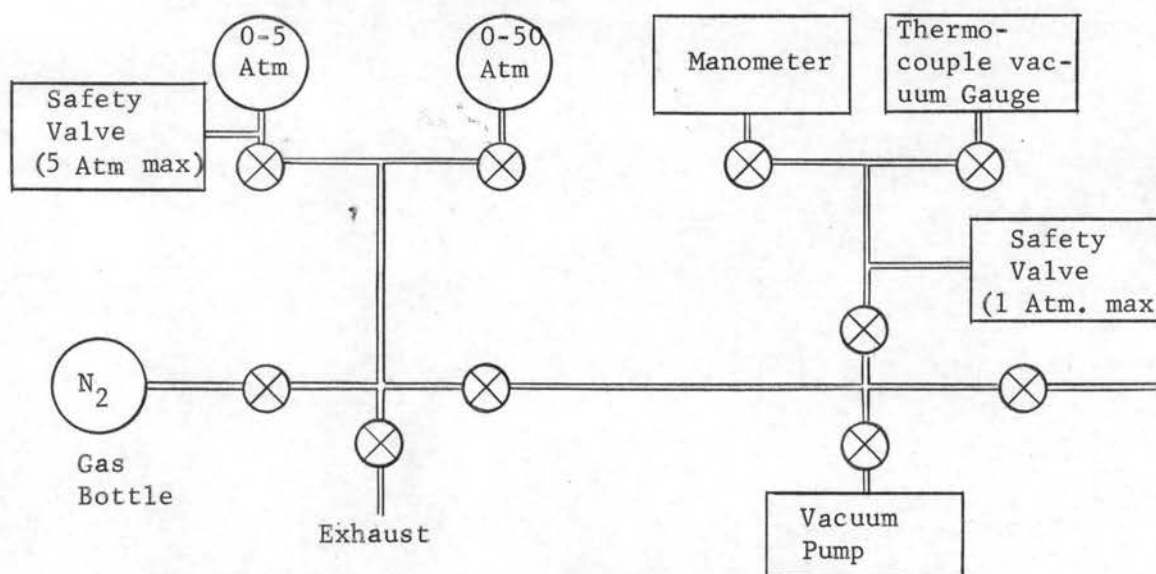 0-5
Atm
0-50
Atm
Manometer
Thermo-
couple vac-
uum Gauge
Safety
Valve
(5 Atm max)
Safety
Valve
(1 Atm. max
N2
Gas
Bottle
Exhaust
Vacuum
Pump